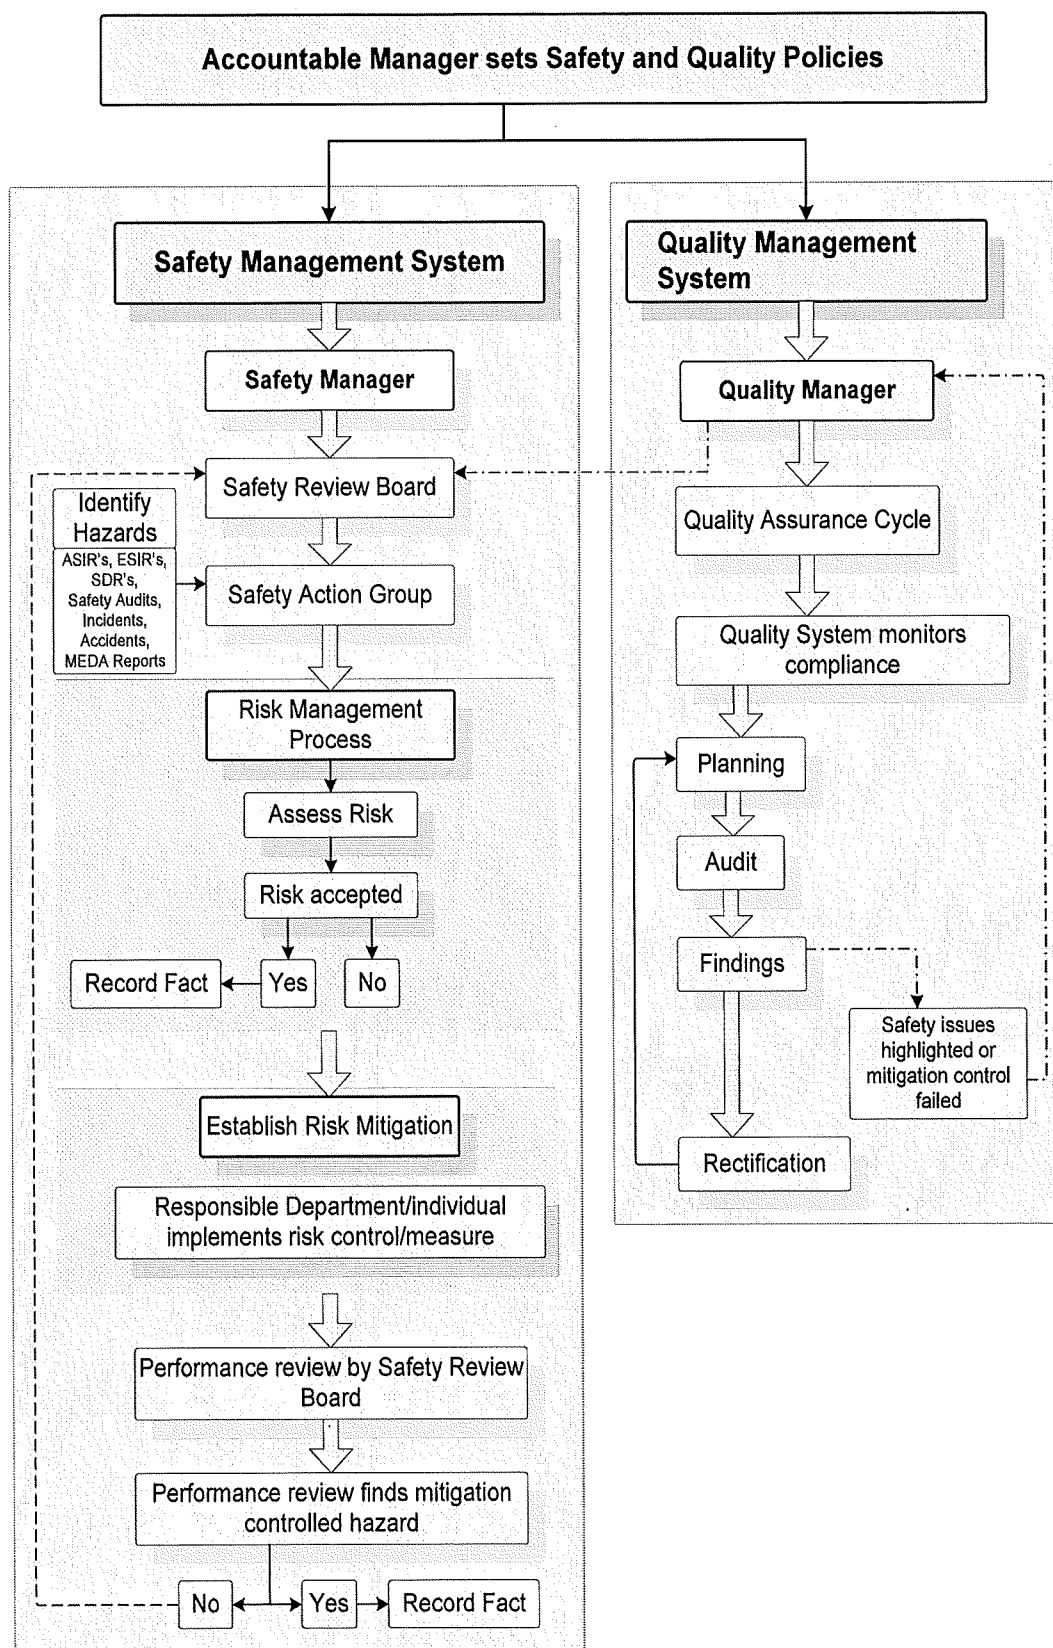 Accountable Manager sets Safety and Quality Policies
Safety Management System
Safety Manager
Safety Review Board
Identify
Hazards
ASIR's, ESIR's,
SDR's,
Safety Audits,
Incidents,
Accidents,
MEDA Reports
Safety Action Group
Risk Management
Process
Assess Risk
Risk accepted
Record Fact
Yes
No
Establish Risk Mitigation
Responsible Department/individual
implements risk control/measure
Performance review by Safety Review
Board
Performance review finds mitigation
controlled hazard
No
Yes
Record Fact
Quality Management
System
Quality Manager
Quality Assurance Cycle
Quality System monitors
compliance
Planning
Audit
Findings
Safety issues
highlighted or
mitigation control
failed
Rectification